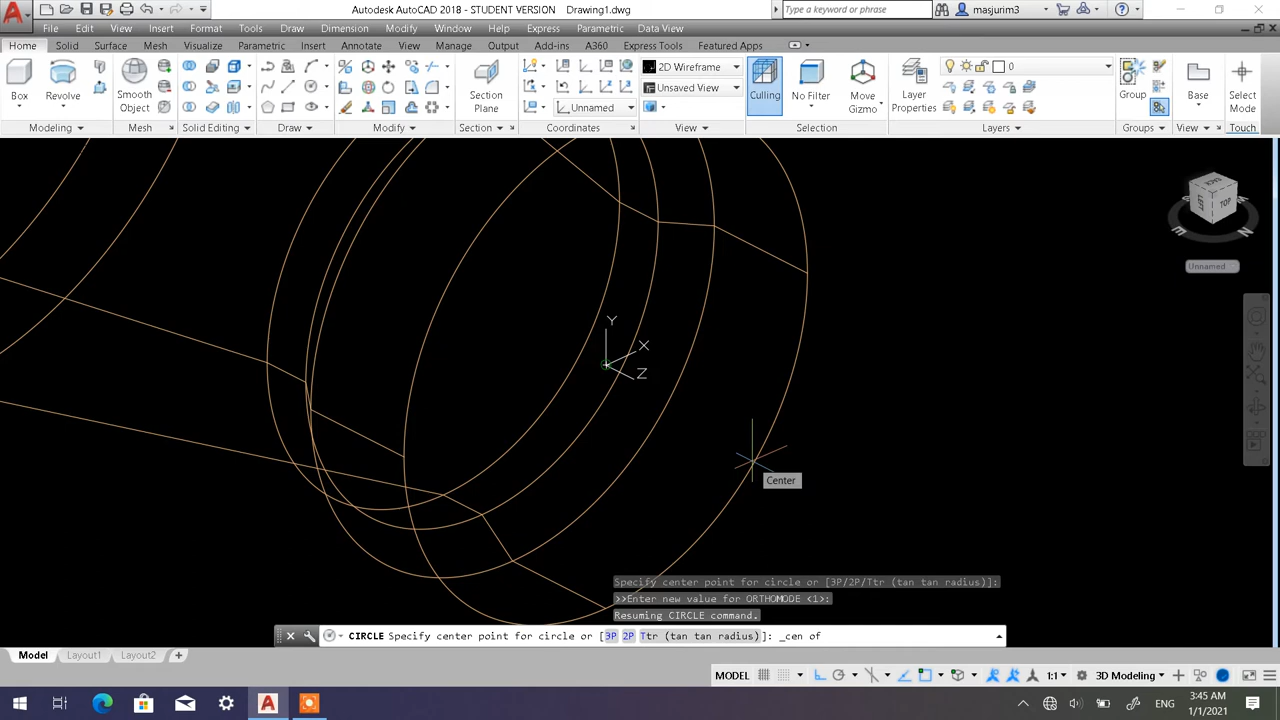 Autodesk AutoCAD 2018 - STUDENT VERSION Drawing1.dwg
Type a keyword or phrase
masjurim3
File Edit View Insert Format Tools Draw Dimension Modify Window Help Express Parametric Data View
Home Solid Surface Mesh Visualize Parametric Insert Annotate View Manage Output Add-ins A360 Express Tools Featured Apps
Box
Revolve
Smooth Object
Section Plane
Unnamed
2D Wireframe
Unsaved View
Culling
No Filter
Move Gizmo
Layer Properties
0
Group
Base
Select Mode
Modeling Mesh Solid Editing Draw Modify Section Coordinates View Selection Layers Groups View Touch
TOP
N
E
Unnamed
Y
X
Z
Center
Specify center point for circle or [3P/2P/Ttr (tan tan radius)]:
>>Enter new value for ORTHOMODE <1>:
Resuming CIRCLE command.
CIRCLE Specify center point for circle or [3P 2P Ttr (tan tan radius)]: _cen of
Model Layout1 Layout2
MODEL
1:1
3D Modeling
ENG
3:45 AM
1/1/2021